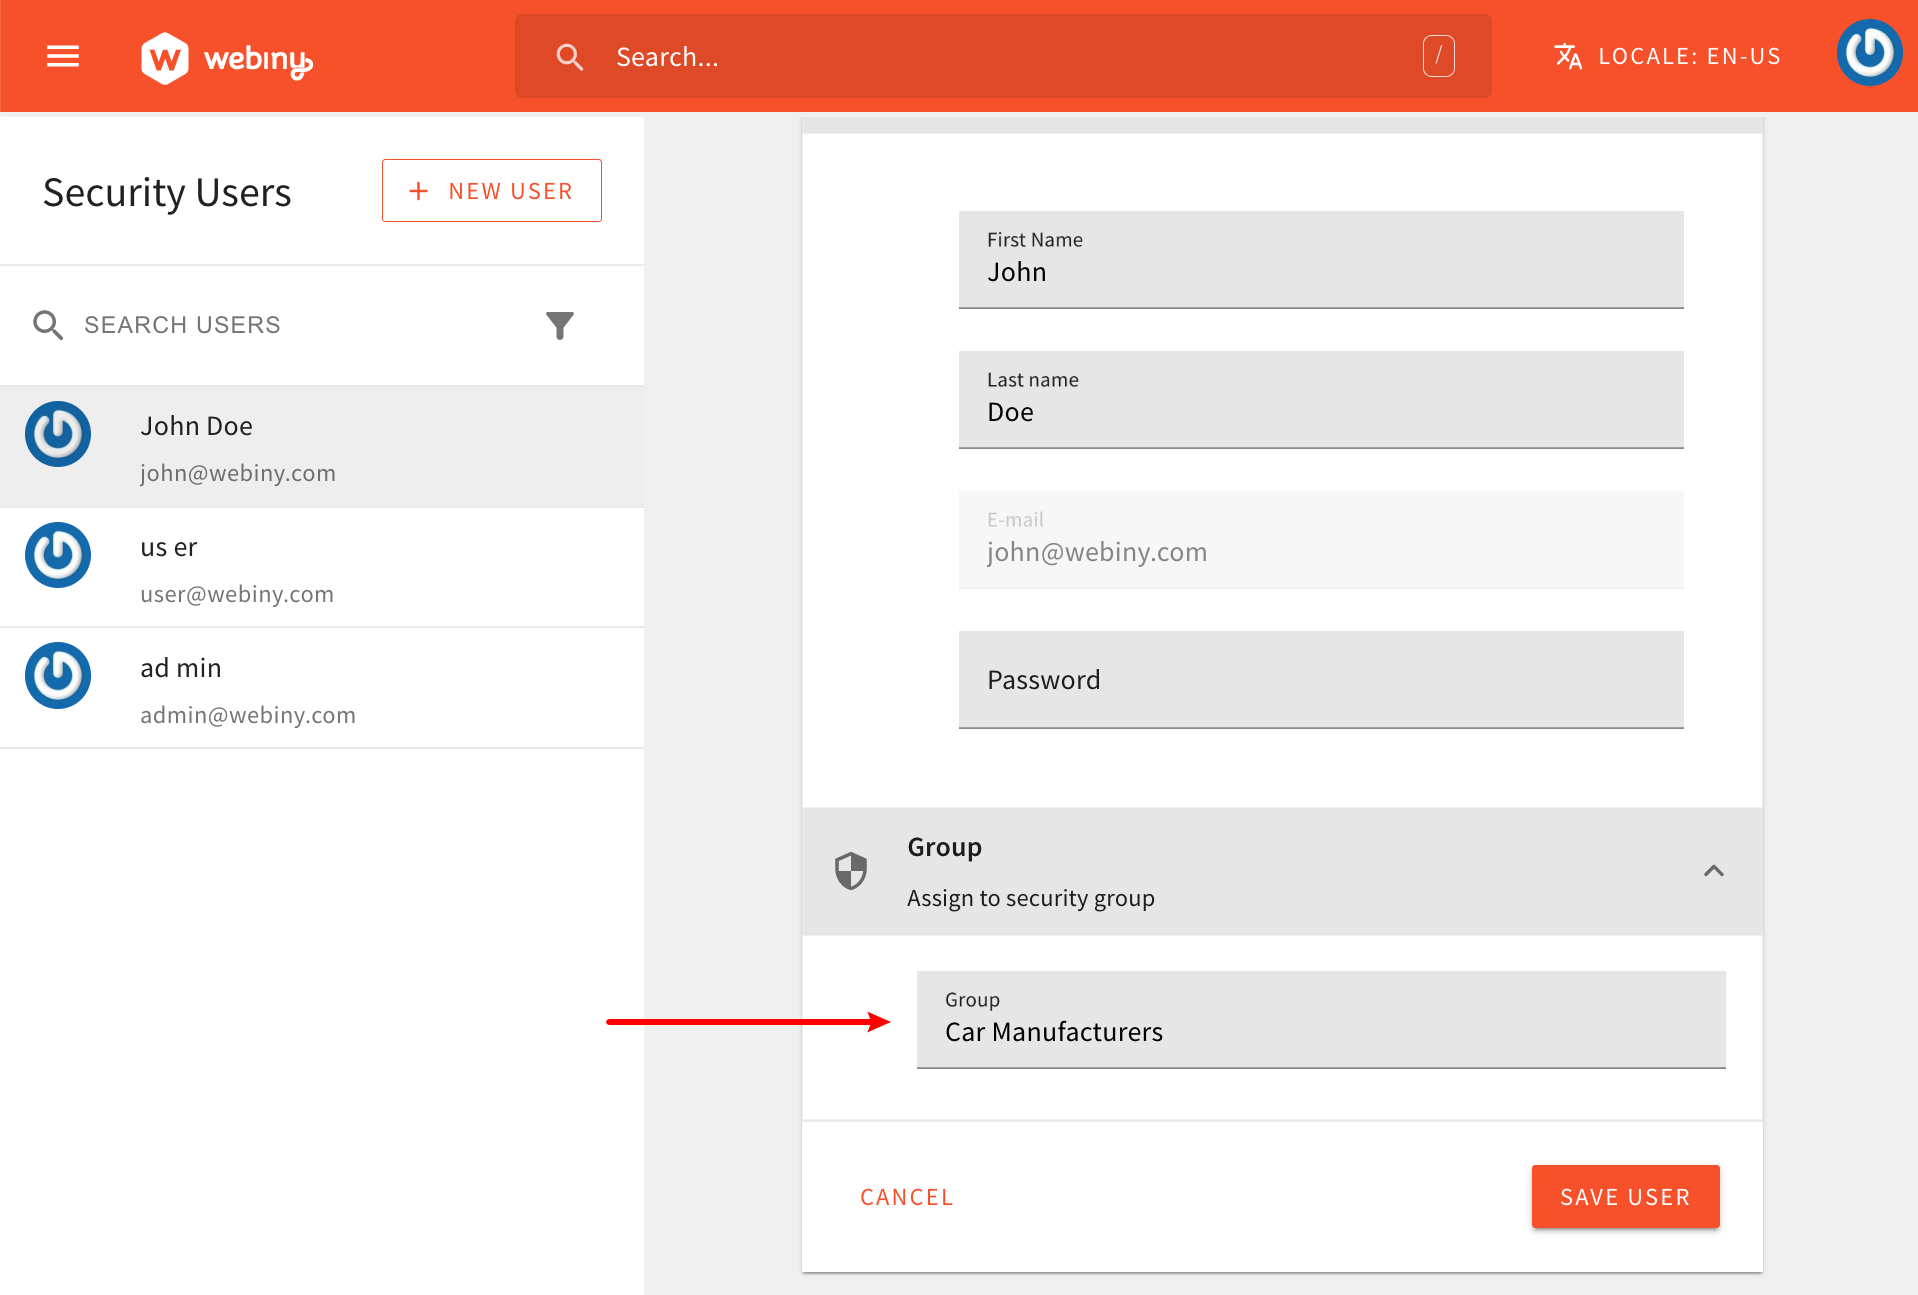 webiny
Search...
/
LOCALE: EN-US
Security Users
+ NEW USER
SEARCH USERS
John Doe
john@webiny.com
us er
user@webiny.com
ad min
admin@webiny.com
First Name
John
Last name
Doe
E-mail
john@webiny.com
Password
Group
Assign to security group
Group
Car Manufacturers
CANCEL
SAVE USER